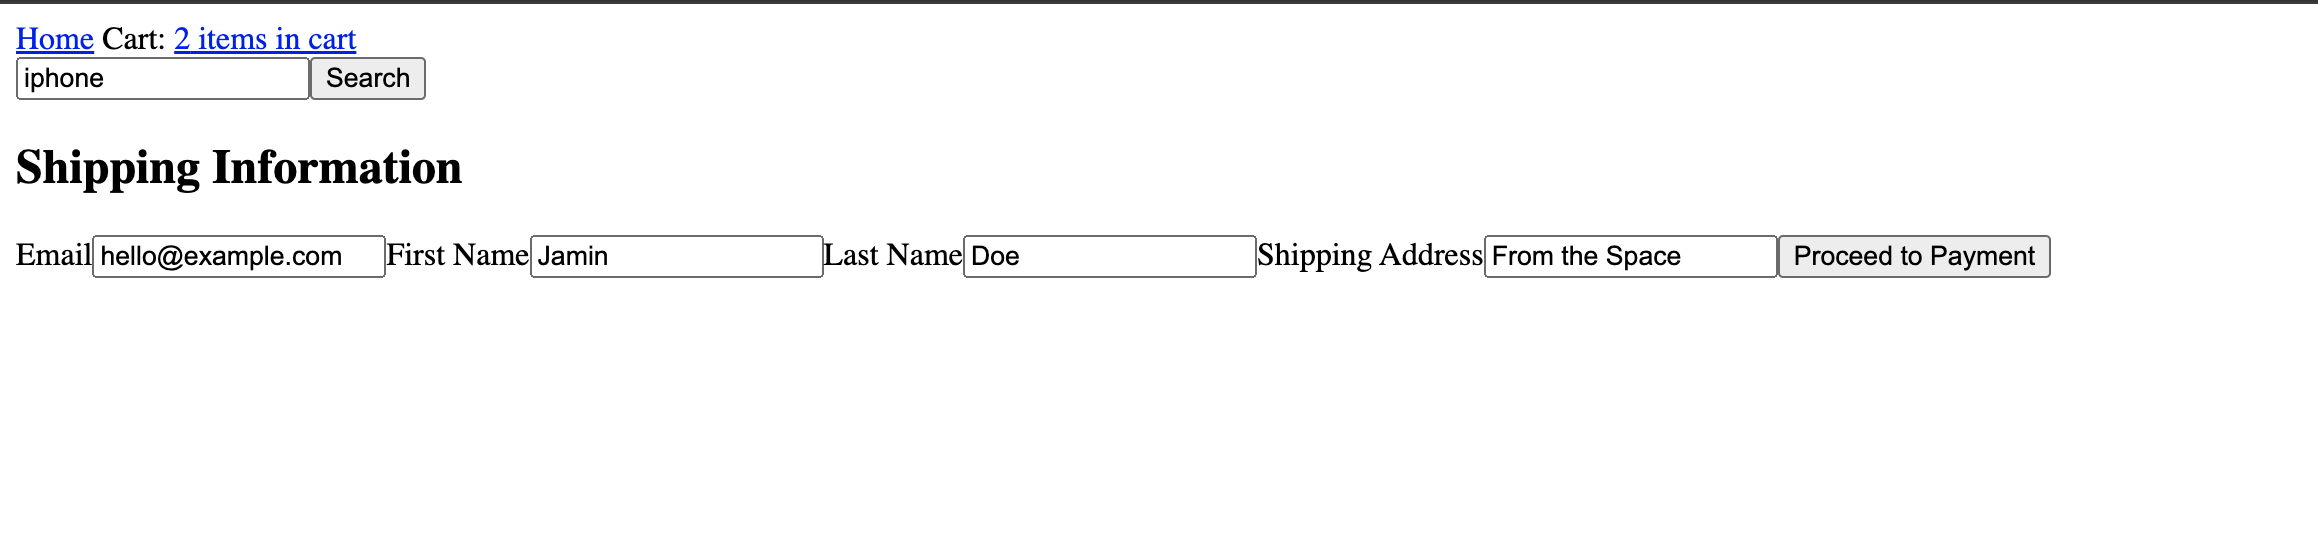 Home Cart: 2 items in cart
iphone Search
Shipping Information
Email hello@example.com First Name Jamin Last Name Doe Shipping Address From the Space Proceed to Payment